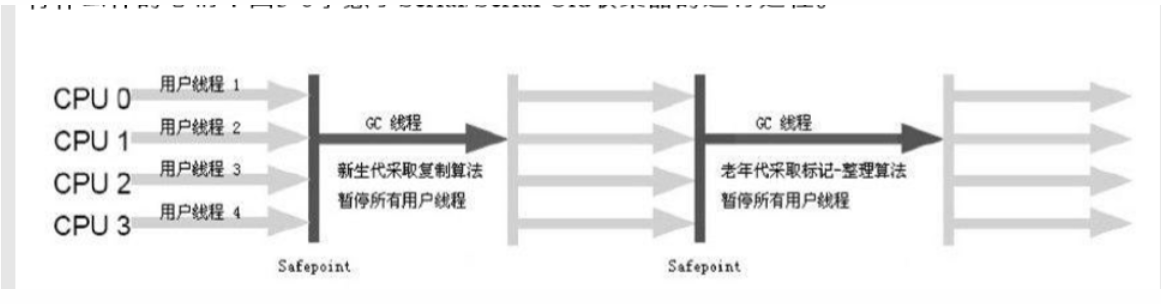 CPU 0 用户线程 1
CPU 1 用户线程 2
CPU 2 用户线程 3
CPU 3 用户线程 4
GC 线程
新生代采取复制算法
暂停所有用户线程
Safepoint
GC 线程
老年代采取标记-整理算法
暂停所有用户线程
Safepoint